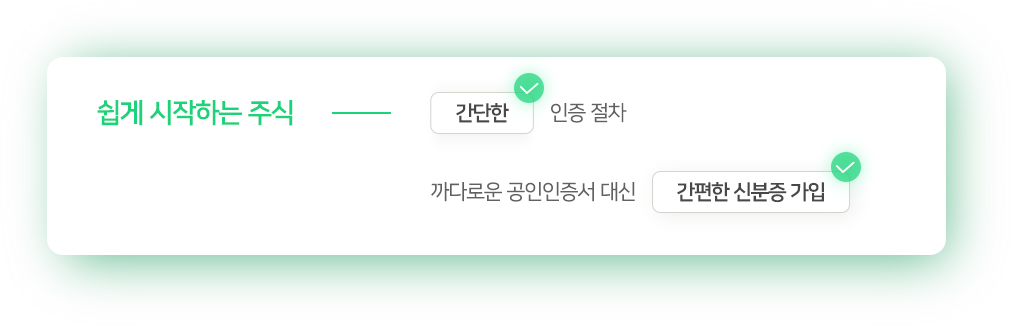 쉽게 시작하는 주식
간단한 인증 절차
까다로운 공인인증서 대신 간편한 신분증 가입